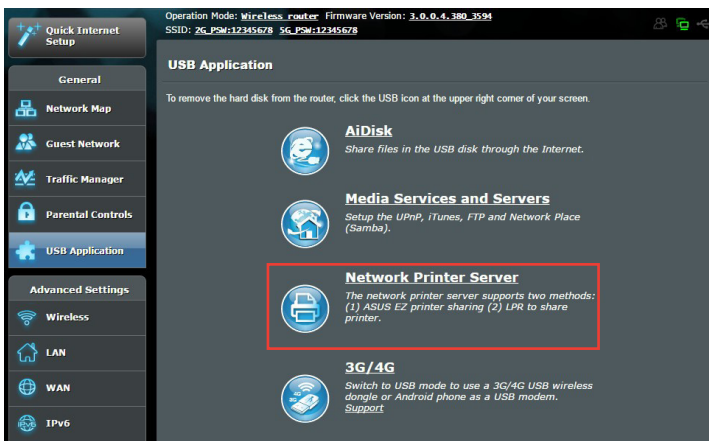 Quick Internet
Setup
General
Network Map
Guest Network
Traffic Manager
Parental Controls
USB Application
Advanced Settings
Wireless
LAN
WAN
IPv6
Operation Mode: Wireless router Firmware Version: 3.0.0.4.380_3594
SSID: 2G_PSW:12345678 5G_PSW:12345678
USB Application
To remove the hard disk from the router, click the USB icon at the upper right corner of your screen.
AiDisk
Share files in the USB disk through the Internet.
Media Services and Servers
Setup the UPnP, iTunes, FTP and Network Place
(Samba).
Network Printer Server
The network printer server supports two methods:
(1) ASUS EZ printer sharing (2) LPR to share
printer.
3G/4G
Switch to USB mode to use a 3G/4G USB wireless
dongle or Android phone as a USB modem.
Support